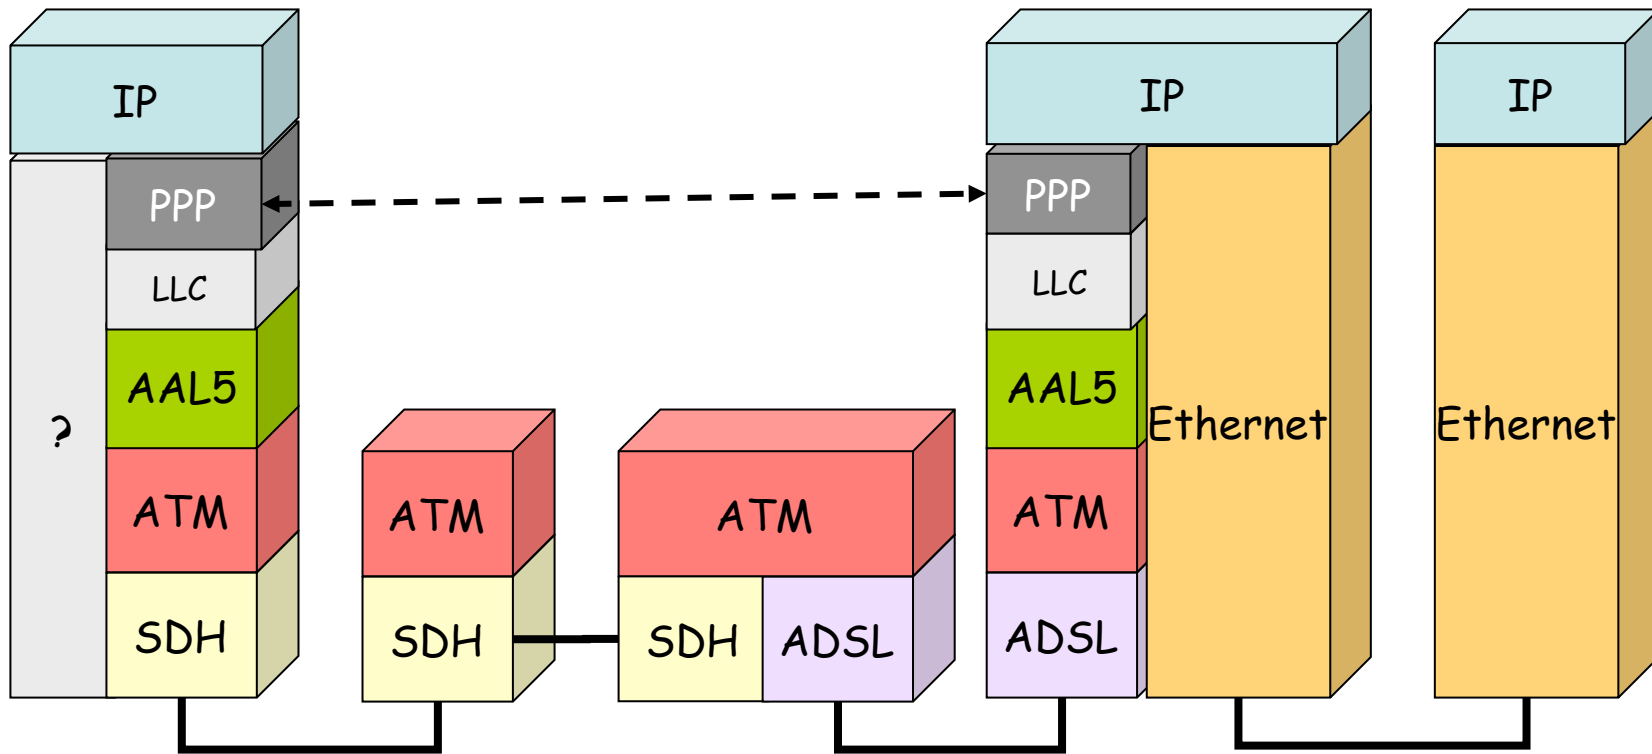 IP
PPP
LLC
AAL5
?
ATM
SDH
ATM
SDH
ATM
SDH
ADSL
IP
PPP
LLC
AAL5
ATM
ADSL
Ethernet
IP
Ethernet